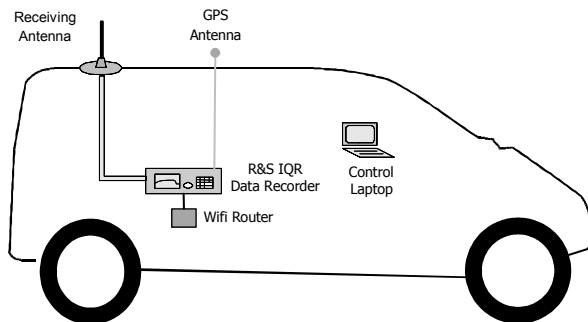 Receiving
Antenna
GPS
Antenna
R&S IQR
Data Recorder
Control
Laptop
Wifi Router